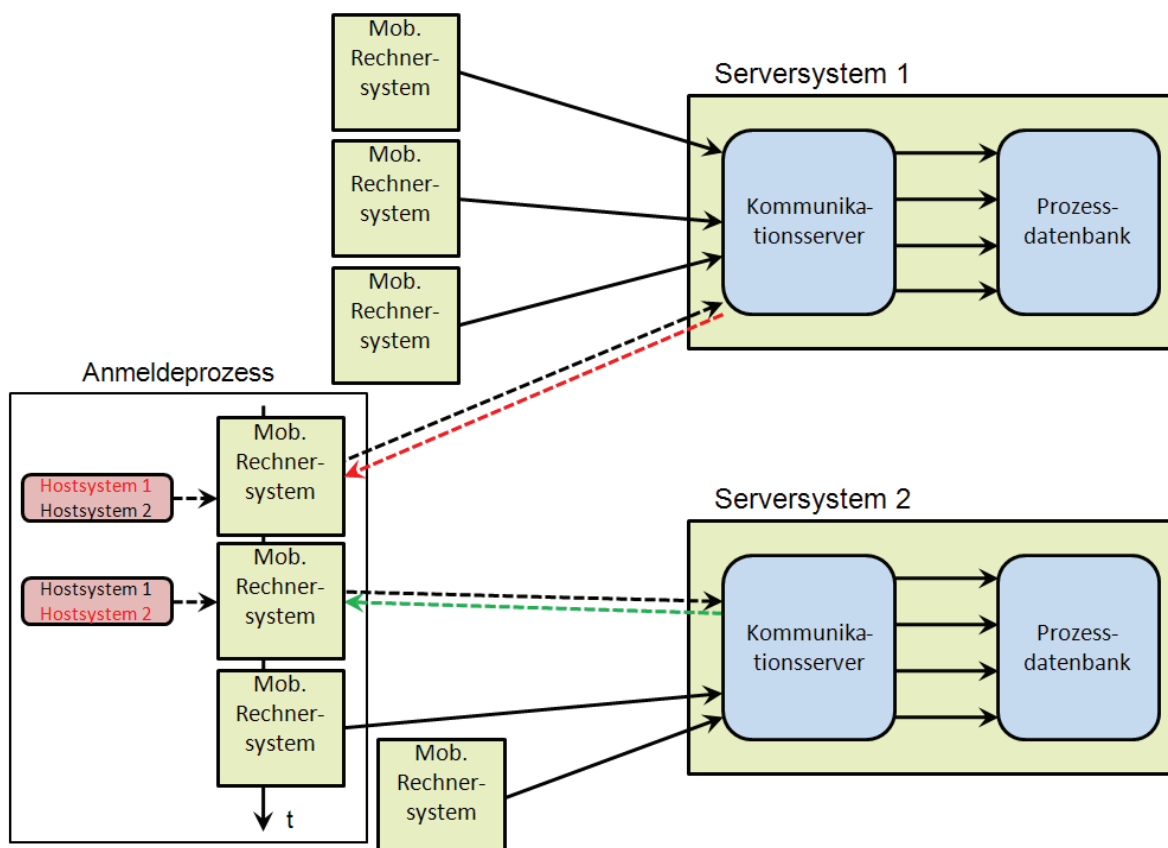 Mob.
Rechner-
system
Mob.
Rechner-
system
Mob.
Rechner-
system
Serversystem 1
Kommunika-
tionsserver
Prozess-
datenbank
Anmeldeprozess
Hostsystem 1
Hostsystem 2
Mob.
Rechner-
system
Hostsystem 1
Hostsystem 2
Mob.
Rechner-
system
Mob.
Rechner-
system
t
Mob.
Rechner-
system
Serversystem 2
Kommunika-
tionsserver
Prozess-
datenbank